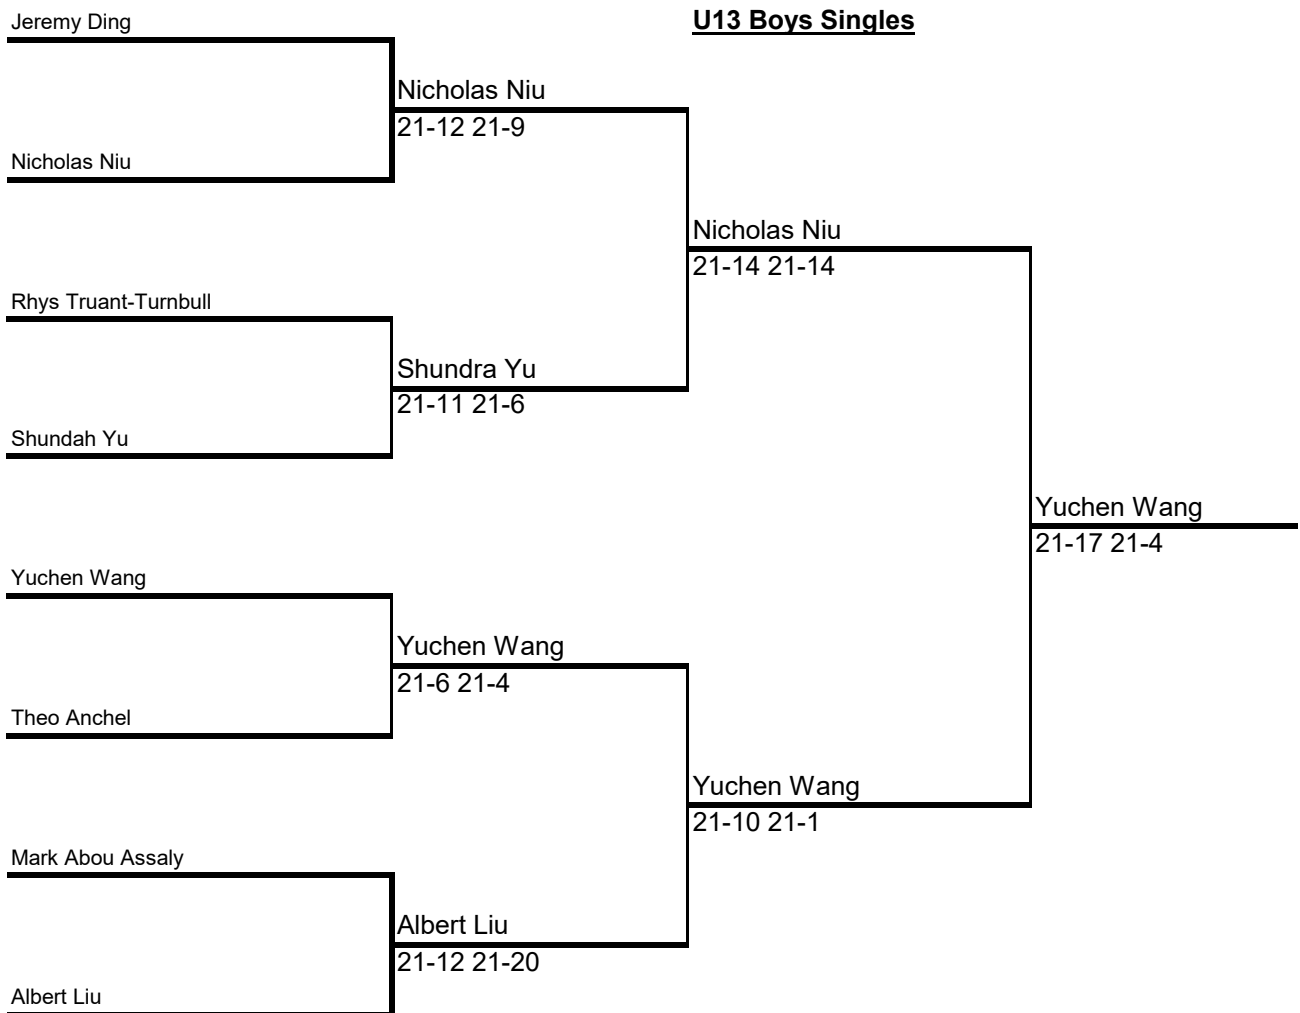 Jeremy Ding
U13 Boys Singles
Nicholas Niu
21-12 21-9
Nicholas Niu
Nicholas Niu
21-14 21-14
Rhys Truant-Turnbull
Shundra Yu
21-11 21-6
Shundah Yu
Yuchen Wang
21-17 21-4
Yuchen Wang
Yuchen Wang
21-6 21-4
Theo Anchel
Yuchen Wang
21-10 21-1
Mark Abou Assaly
Albert Liu
21-12 21-20
Albert Liu